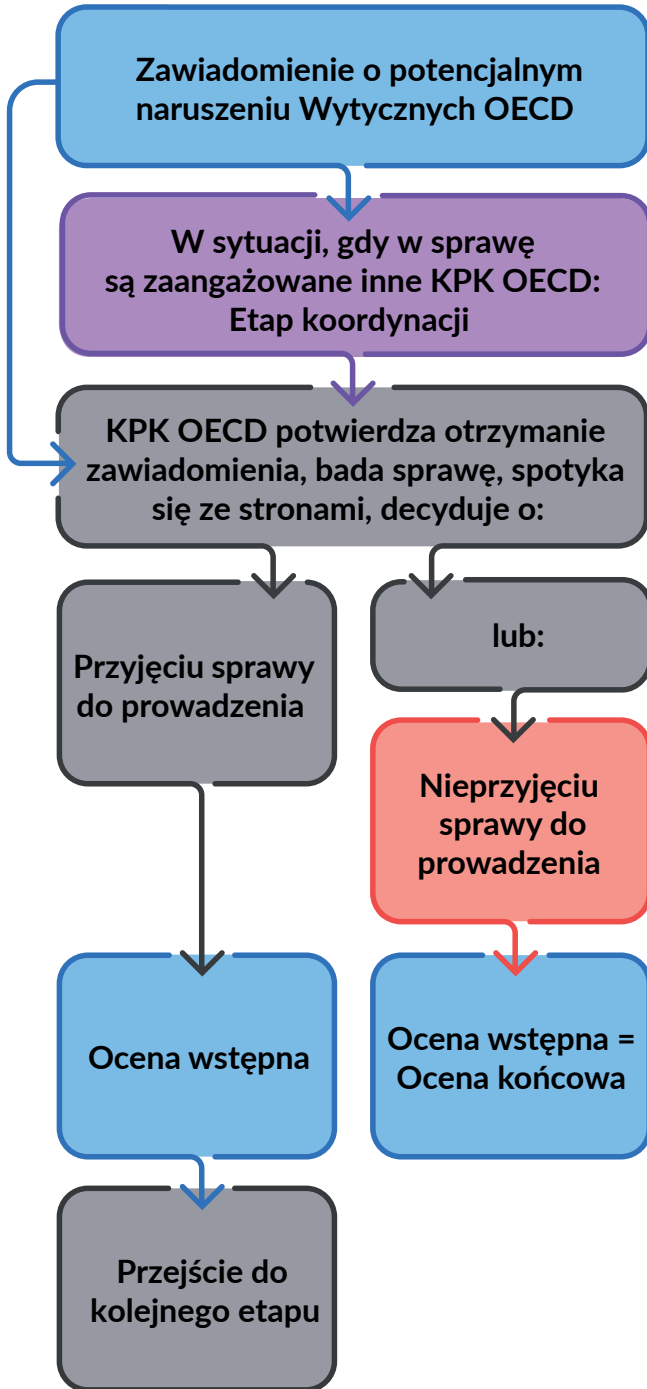 Zawiadomienie o potencjalnym
naruszeniu Wytycznych OECD
W sytuacji, gdy w sprawę
są zaangażowane inne KPK OECD:
Etap koordynacji
KPK OECD potwierdza otrzymanie
zawiadomienia, bada sprawę, spotyka
się ze stronami, decyduje o:
Przyjęciu sprawy
do prowadzenia
lub:
Nieprzyjęciu
sprawy do
prowadzenia
Ocena wstępna
Ocena wstępna =
Ocena końcowa
Przejście do
kolejnego etapu